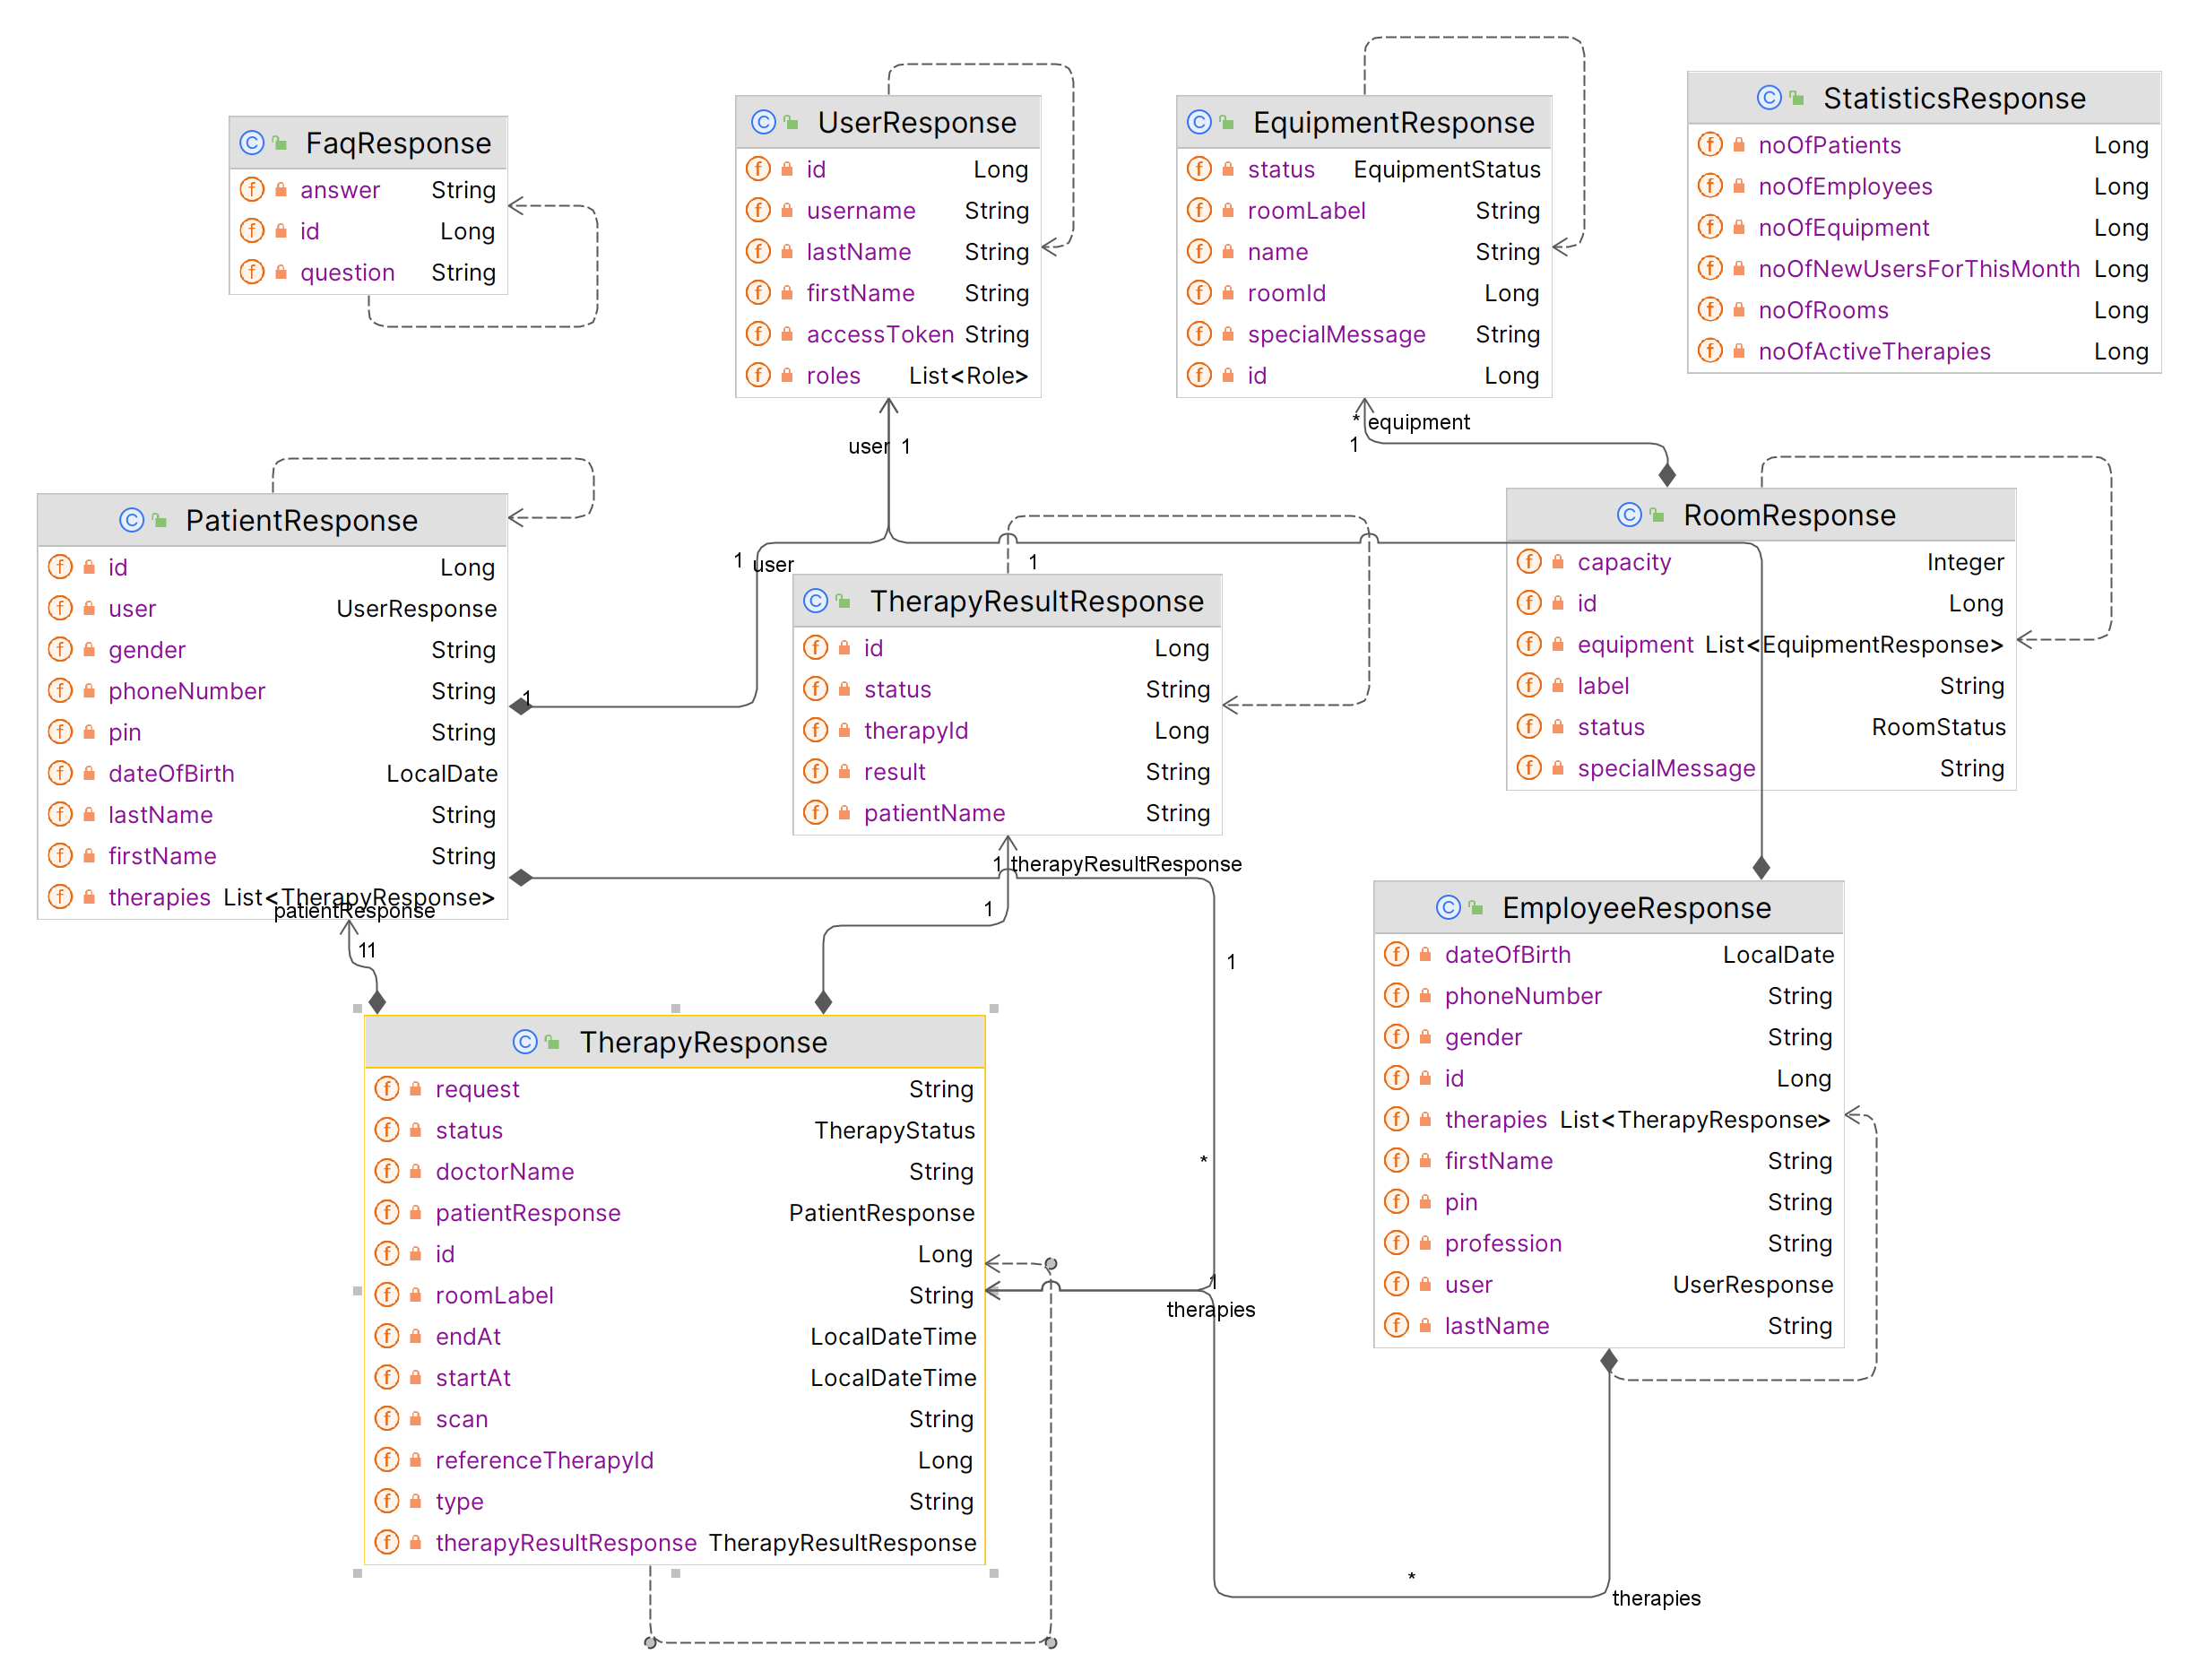 FaqResponse
answer String
id Long
question String
UserResponse
id Long
username String
lastName String
firstName String
accessToken String
roles List<Role>
EquipmentResponse
status EquipmentStatus
roomLabel String
name String
roomId Long
specialMessage String
id Long
StatisticsResponse
noOfPatients Long
noOfEmployees Long
noOfEquipment Long
noOfNewUsersForThisMonth Long
noOfRooms Long
noOfActiveTherapies Long
user 1
* equipment
1
PatientResponse
id Long
user UserResponse
gender String
phoneNumber String
pin String
dateOfBirth LocalDate
lastName String
firstName String
therapies List<TherapyResponse>
1 user
1
1
TherapyResultResponse
id Long
status String
therapyId Long
result String
patientName String
RoomResponse
capacity Integer
id Long
equipment List<EquipmentResponse>
label String
status RoomStatus
specialMessage String
patientResponse
11
1 therapyResultResponse
1
1
*
1
therapies
TherapyResponse
request String
status TherapyStatus
doctorName String
patientResponse PatientResponse
id Long
roomLabel String
endAt LocalDateTime
startAt LocalDateTime
scan String
referenceTherapyId Long
type String
therapyResultResponse TherapyResultResponse
EmployeeResponse
dateOfBirth LocalDate
phoneNumber String
gender String
id Long
therapies List<TherapyResponse>
firstName String
pin String
profession String
user UserResponse
lastName String
*
therapies